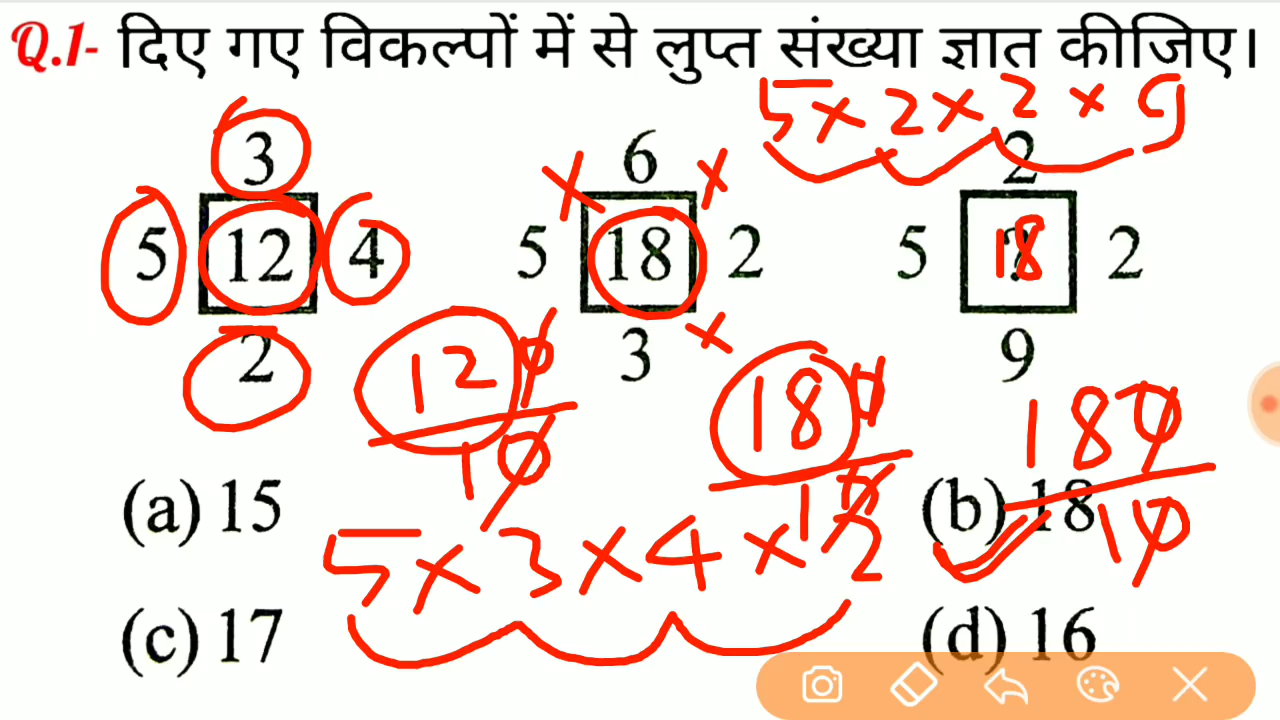 Q.1- दिए गए विकल्पों में से लुप्त संख्या ज्ञात कीजिए।
5 × 2 × 2 × 9
3 6 2
5 12 4 5 18 2 5 18 2
2 3 9
120 180 180
10 10 10
(a) 15 (b) 18
5 × 3 × 4 × 2
(c) 17 (d) 16